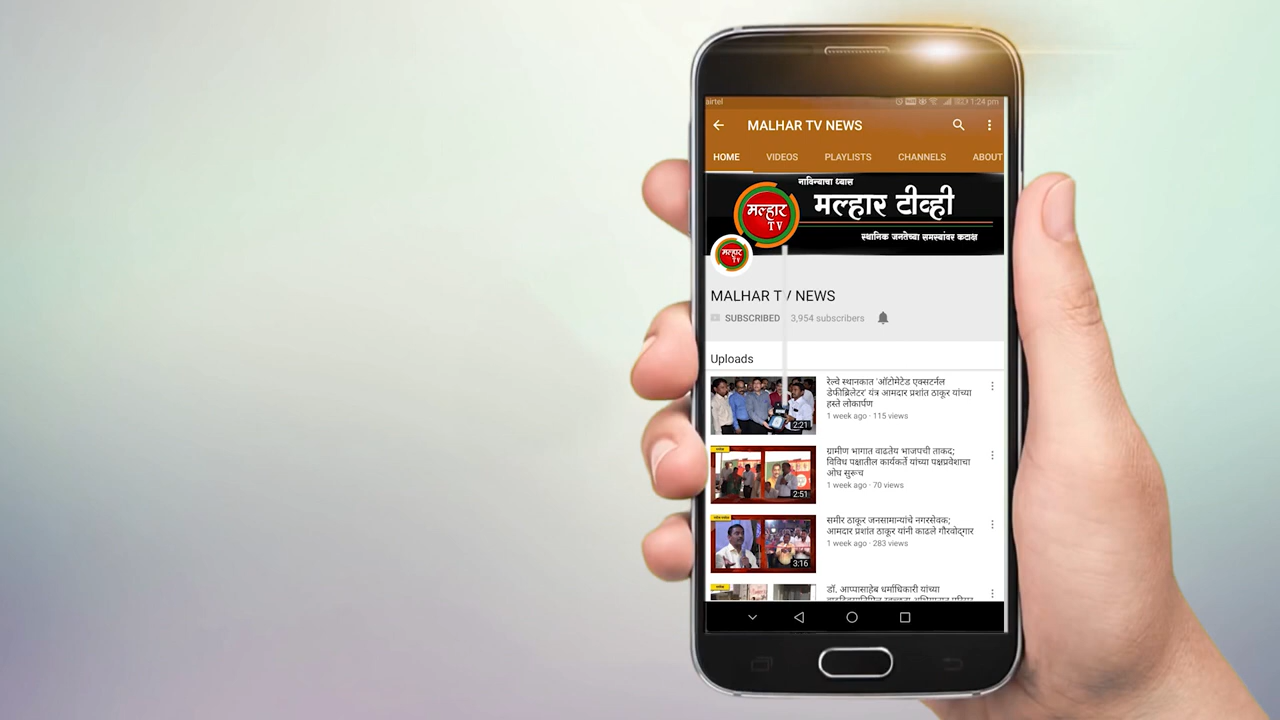 airtel 1:24 pm
MALHAR TV NEWS
HOME VIDEOS PLAYLISTS CHANNELS ABOUT
नाविन्याचा ध्यास
मल्हार TV
मल्हार टीव्ही
स्थानिक जनतेच्या समस्यांवर कटाक्ष
मल्हार TV
MALHAR TV NEWS
SUBSCRIBED 3,954 subscribers
Uploads
रेल्वे स्थानकात 'ऑटोमेटेड एक्सटर्नल
डेफीब्रिलेटर' यंत्र आमदार प्रशांत ठाकूर यांच्या
हस्ते लोकार्पण
1 week ago · 115 views
2:21
ग्रामीण भागात वाढतेय भाजपची ताकद;
विविध पक्षातील कार्यकर्ते यांच्या पक्षप्रवेशाचा
ओघ सुरूच
1 week ago · 70 views
2:51
समीर ठाकूर जनसामान्यांचे नगरसेवक;
आमदार प्रशांत ठाकूर यांनी काढले गौरवोद्गार
1 week ago · 283 views
3:16
डॉ. आप्पासाहेब धर्माधिकारी यांच्या